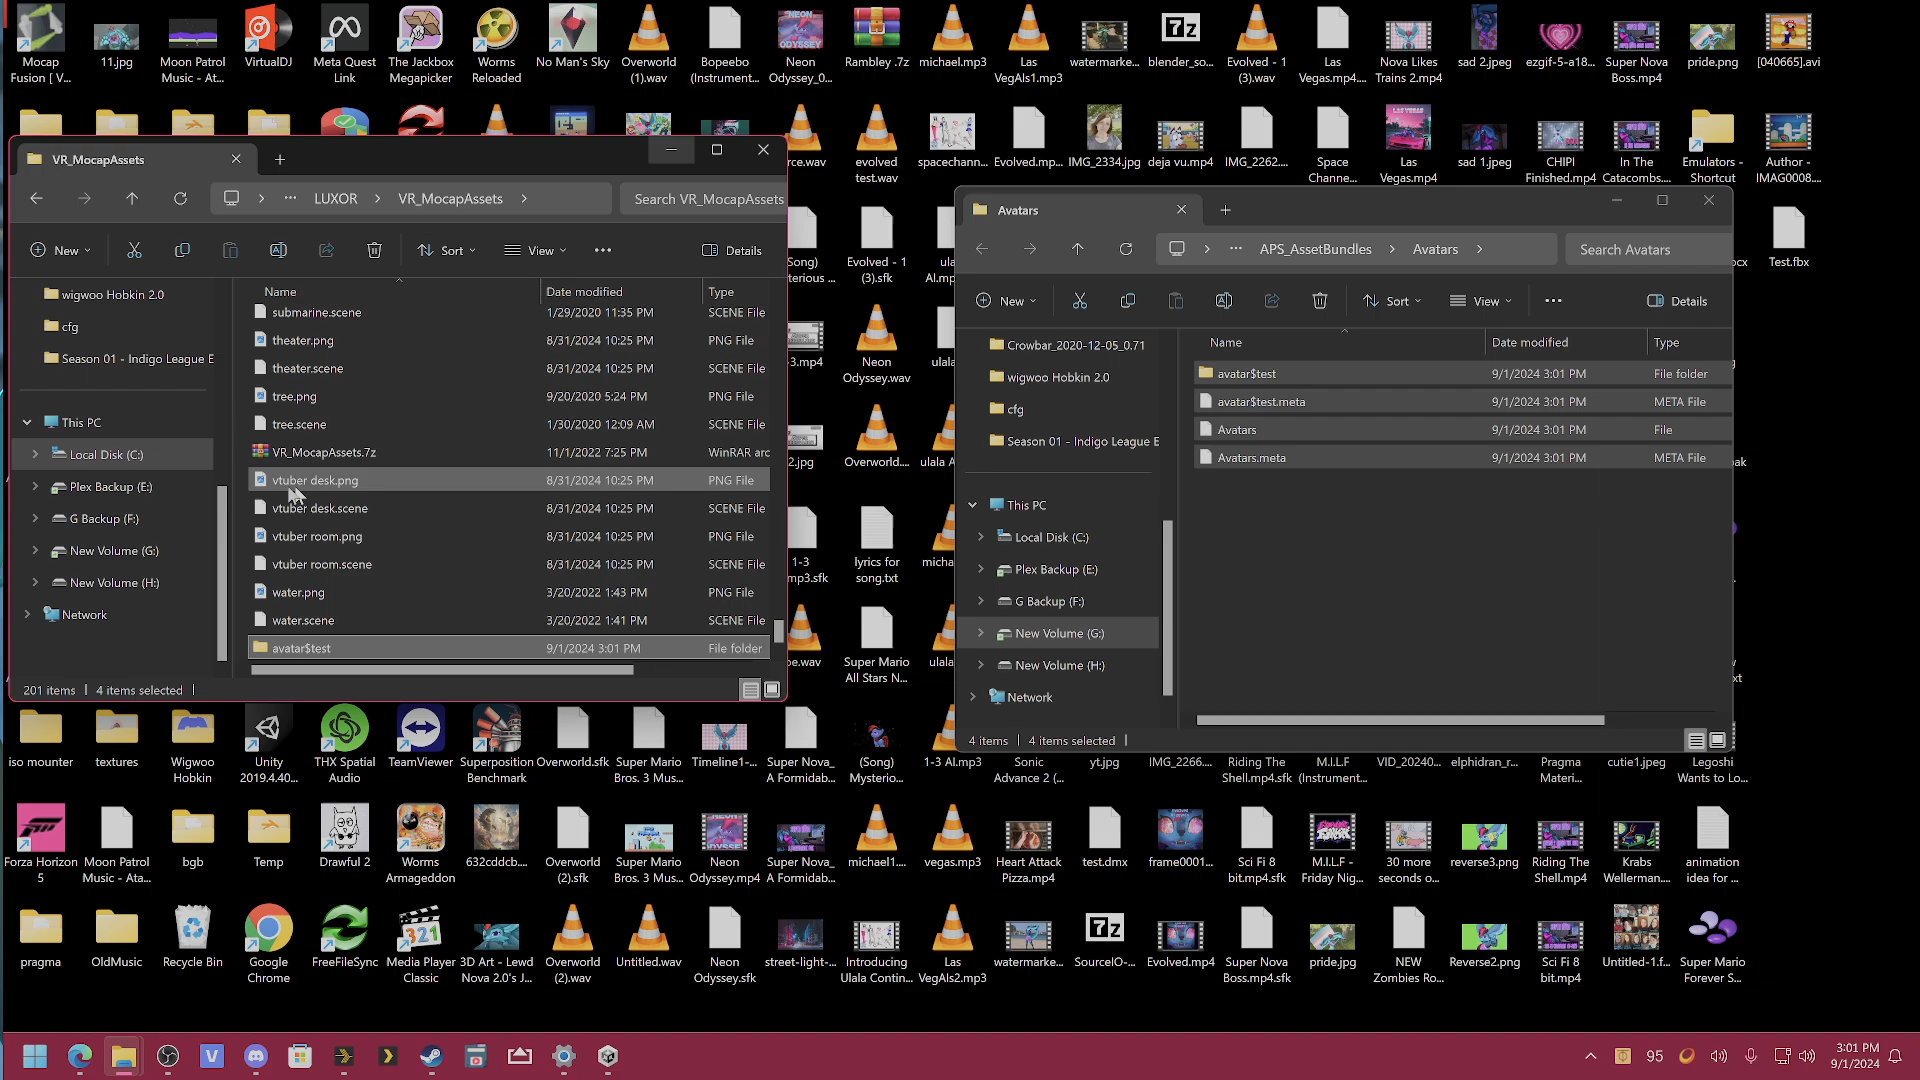 Mocap
Fusion [ V...
11.jpg
Moon Patrol
Music - At...
VirtualDJ
Meta Quest
Link
The Jackbox
Megapicker
Worms
Reloaded
No Man's Sky
Overworld
(1).wav
Bopeebo
(Instrument...
Neon
Odyssey_0...
Rambley .7z
michael.mp3
Las
VegAls1.mp3
watermarke...
blender_so...
Evolved - 1
(3).wav
Las
Vegas.mp4....
Nova Likes
Trains 2.mp4
sad 2.jpeg
ezgif-5-a18...
Super Nova
Boss.mp4
pride.png
[040665].avi
evolved
test.wav
spacechann...
Evolved.mp...
IMG_2334.jpg
deja vu.mp4
IMG_2262....
Space
Channe...
Las
Vegas.mp4
sad 1.jpeg
CHIPI
Finished.mp4
In The
Catacombs....
Emulators -
Shortcut
Author -
IMAG0008...
VR_MocapAssets
LUXOR
VR_MocapAssets
Search VR_MocapAssets
New
Sort
View
Details
wigwoo Hobkin 2.0
cfg
Season 01 - Indigo League E
This PC
Local Disk (C:)
Plex Backup (E:)
G Backup (F:)
New Volume (G:)
New Volume (H:)
Network
Name
Date modified
Type
submarine.scene 1/29/2020 11:35 PM SCENE File
theater.png 8/31/2024 10:25 PM PNG File
theater.scene 8/31/2024 10:25 PM SCENE File
tree.png 9/20/2020 5:24 PM PNG File
tree.scene 1/30/2020 12:09 AM SCENE File
VR_MocapAssets.7z 11/1/2022 7:25 PM WinRAR arc
vtuber desk.png 8/31/2024 10:25 PM PNG File
vtuber desk.scene 8/31/2024 10:25 PM SCENE File
vtuber room.png 8/31/2024 10:25 PM PNG File
vtuber room.scene 8/31/2024 10:25 PM SCENE File
water.png 3/20/2022 1:43 PM PNG File
water.scene 3/20/2022 1:41 PM SCENE File
avatar$test 9/1/2024 3:01 PM File folder
201 items
4 items selected
Evolved - 1
(3).sfk
Neon
Odyssey.wav
Overworld....
lyrics for
song.txt
Super Mario
All Stars N...
Test.fbx
Avatars
APS_AssetBundles
Avatars
Search Avatars
New
Sort
View
Details
Crowbar_2020-12-05_0.71
wigwoo Hobkin 2.0
cfg
Season 01 - Indigo League E
This PC
Local Disk (C:)
Plex Backup (E:)
G Backup (F:)
New Volume (G:)
New Volume (H:)
Network
Name
Date modified
Type
avatar$test 9/1/2024 3:01 PM File folder
avatar$test.meta 9/1/2024 3:01 PM META File
Avatars 9/1/2024 3:01 PM File
Avatars.meta 9/1/2024 3:01 PM META File
4 items
4 items selected
iso mounter
textures
Wigwoo
Hobkin
Unity
2019.4.40...
THX Spatial
Audio
TeamViewer
Superposition
Benchmark
Overworld.sfk
Super Mario
Bros. 3 Mus...
Timeline1-...
Super Nova_
A Formidab...
(Song)
Mysterio...
1-3 AI.mp3
Sonic
Advance 2 (...
yt.jpg
IMG_2266....
Riding The
Shell.mp4.sfk
M.I.L.F
(Instrument...
VID_20240...
elphidran_r...
Pragma
Materi...
cutie1.jpeg
Legoshi
Wants to Lo...
Forza Horizon
5
Moon Patrol
Music - Ata...
bgb
Temp
Drawful 2
Worms
Armageddon
632cddcb...
Overworld
(2).sfk
Super Mario
Bros. 3 Mus...
Neon
Odyssey.mp4
Super Nova_
A Formidab...
michael1....
vegas.mp3
Heart Attack
Pizza.mp4
test.dmx
frame0001...
Sci Fi 8
bit.mp4.sfk
M.I.L.F -
Friday Nig...
30 more
seconds o...
reverse3.png
Riding The
Shell.mp4
Krabs
Wellerman....
animation
idea for ...
pragma
OldMusic
Recycle Bin
Google
Chrome
FreeFileSync
Media Player
Classic
3D Art - Lewd
Nova 2.0's J...
Overworld
(2).wav
Untitled.wav
Neon
Odyssey.sfk
street-light-...
Introducing
Ulala Contin...
Las
VegAls2.mp3
watermarke...
SourceIO-...
Evolved.mp4
Super Nova
Boss.mp4.sfk
pride.jpg
NEW
Zombies Ro...
Reverse2.png
Sci Fi 8
bit.mp4
Untitled-1.f...
Super Mario
Forever S...
95
3:01 PM
9/1/2024